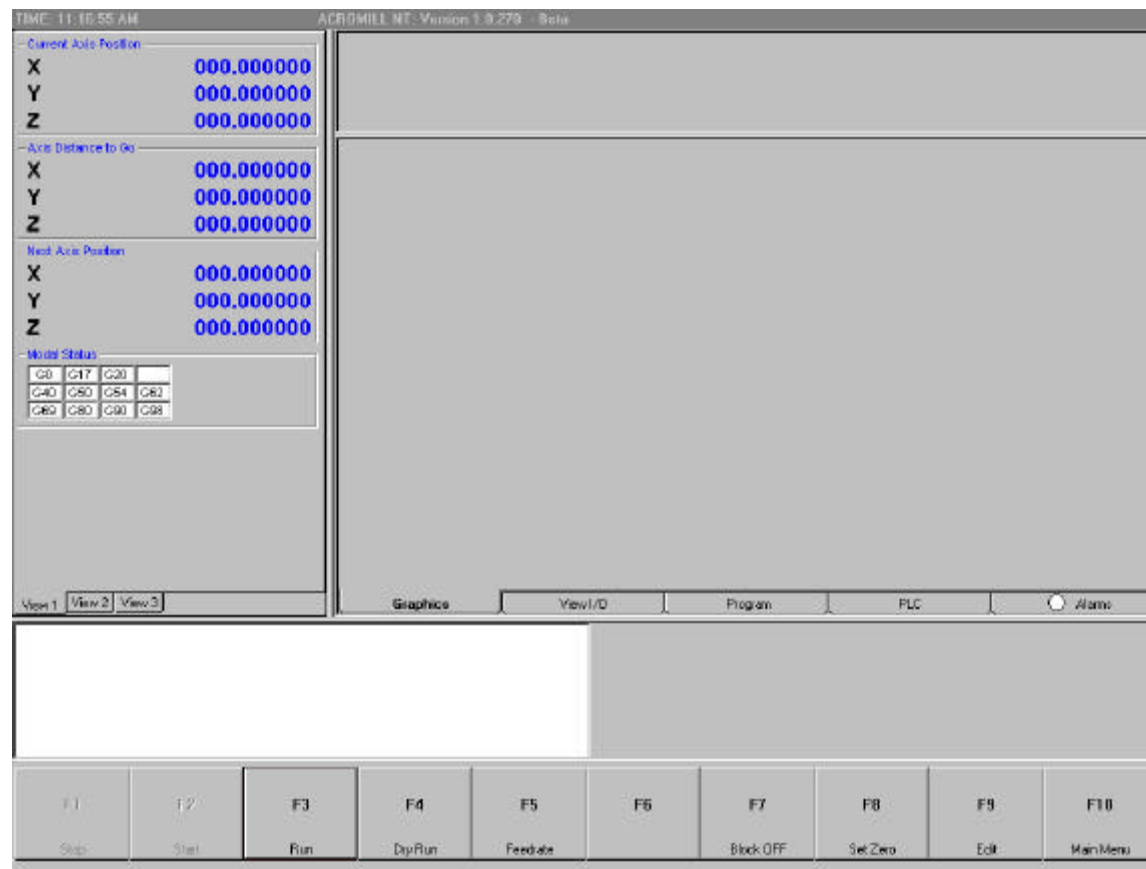 TIME: 11:16:55 AM ACROMILL NT: Version 1.0.279 - Beta
Current Axis Position
X 000.000000
Y 000.000000
Z 000.000000
Axis Distance to Go
X 000.000000
Y 000.000000
Z 000.000000
Next Axis Position
X 000.000000
Y 000.000000
Z 000.000000
Modal Status
G0 G17 G20
G40 G50 G54 G62
G69 G80 G90 G98
View 1 View 2 View 3
Graphics View I/O Program PLC Alarms
F1 F2 F3 F4 F5 F6 F7 F8 F9 F10
Stop Start Run Dry Run Feedrate Block OFF Set Zero Edit Main Menu